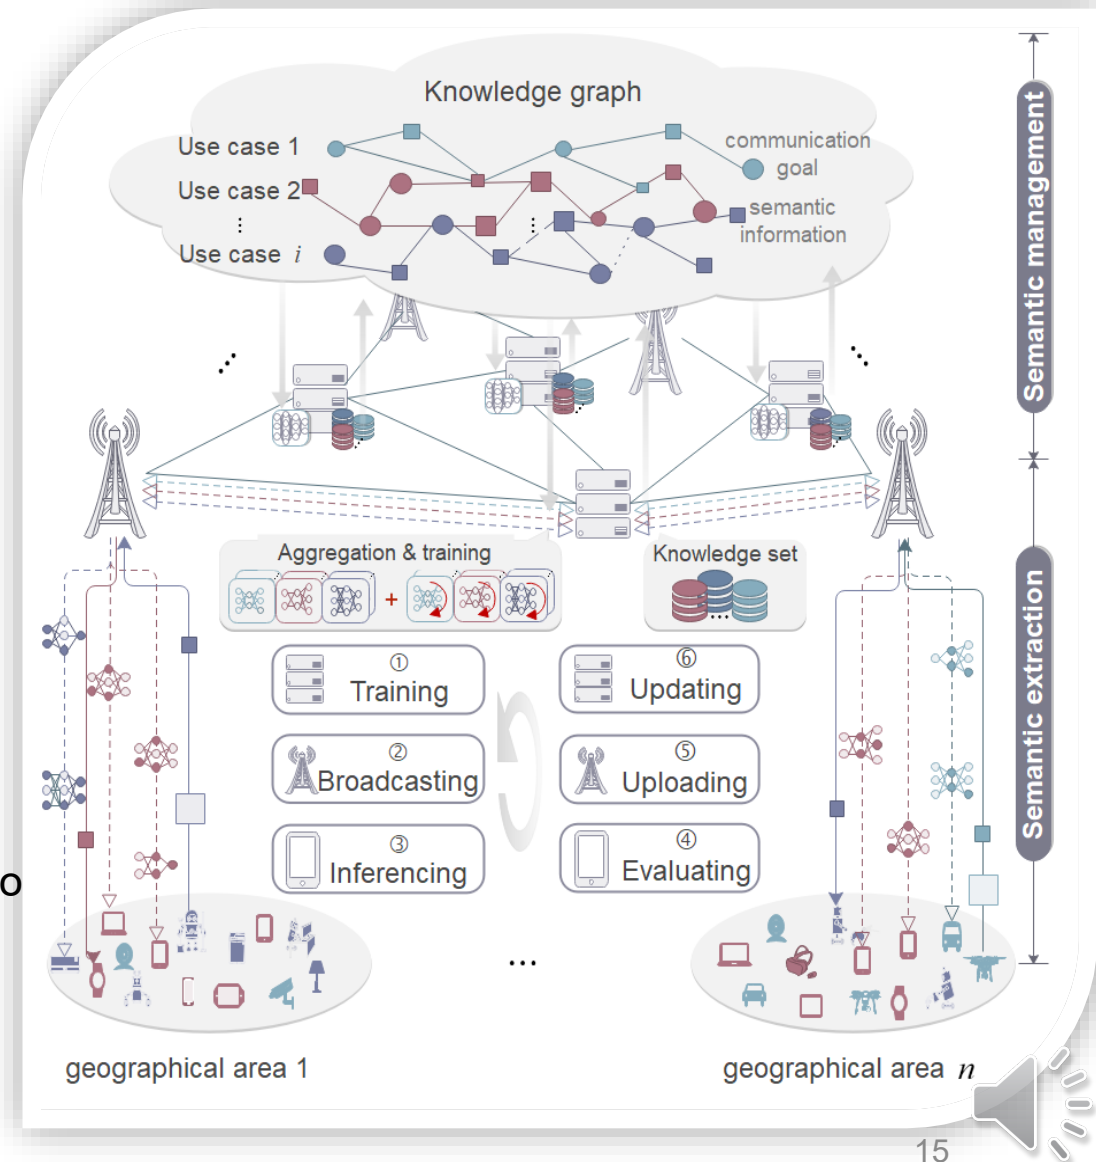 Knowledge graph
Use case 1
communication
goal
Use case 2
semantic
information
⋮
Use case i
Semantic management
Aggregation & training
+
Knowledge set
...
① Training
⑥ Updating
② Broadcasting
⑤ Uploading
③ Inferencing
④ Evaluating
Semantic extraction
o
...
geographical area 1
geographical area n
15